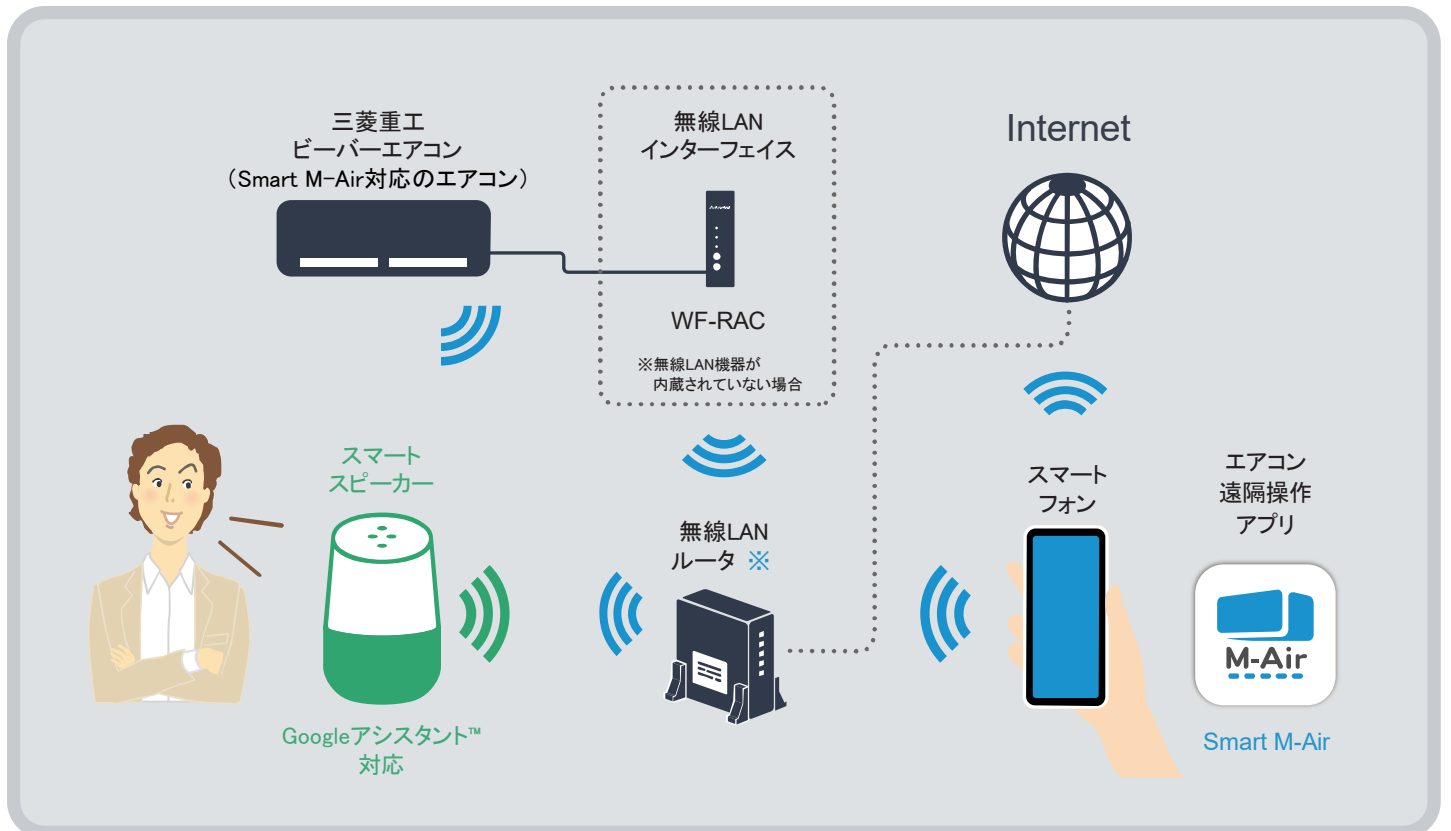 三菱重工
ビーバーエアコン
（Smart M-Air対応のエアコン）
無線LAN
インターフェイス
WF-RAC
※無線LAN機器が
内蔵されていない場合
Internet
スマート
スピーカー
Googleアシスタント™
対応
無線LAN
ルータ ※
スマート
フォン
エアコン
遠隔操作
アプリ
M-Air
Smart M-Air